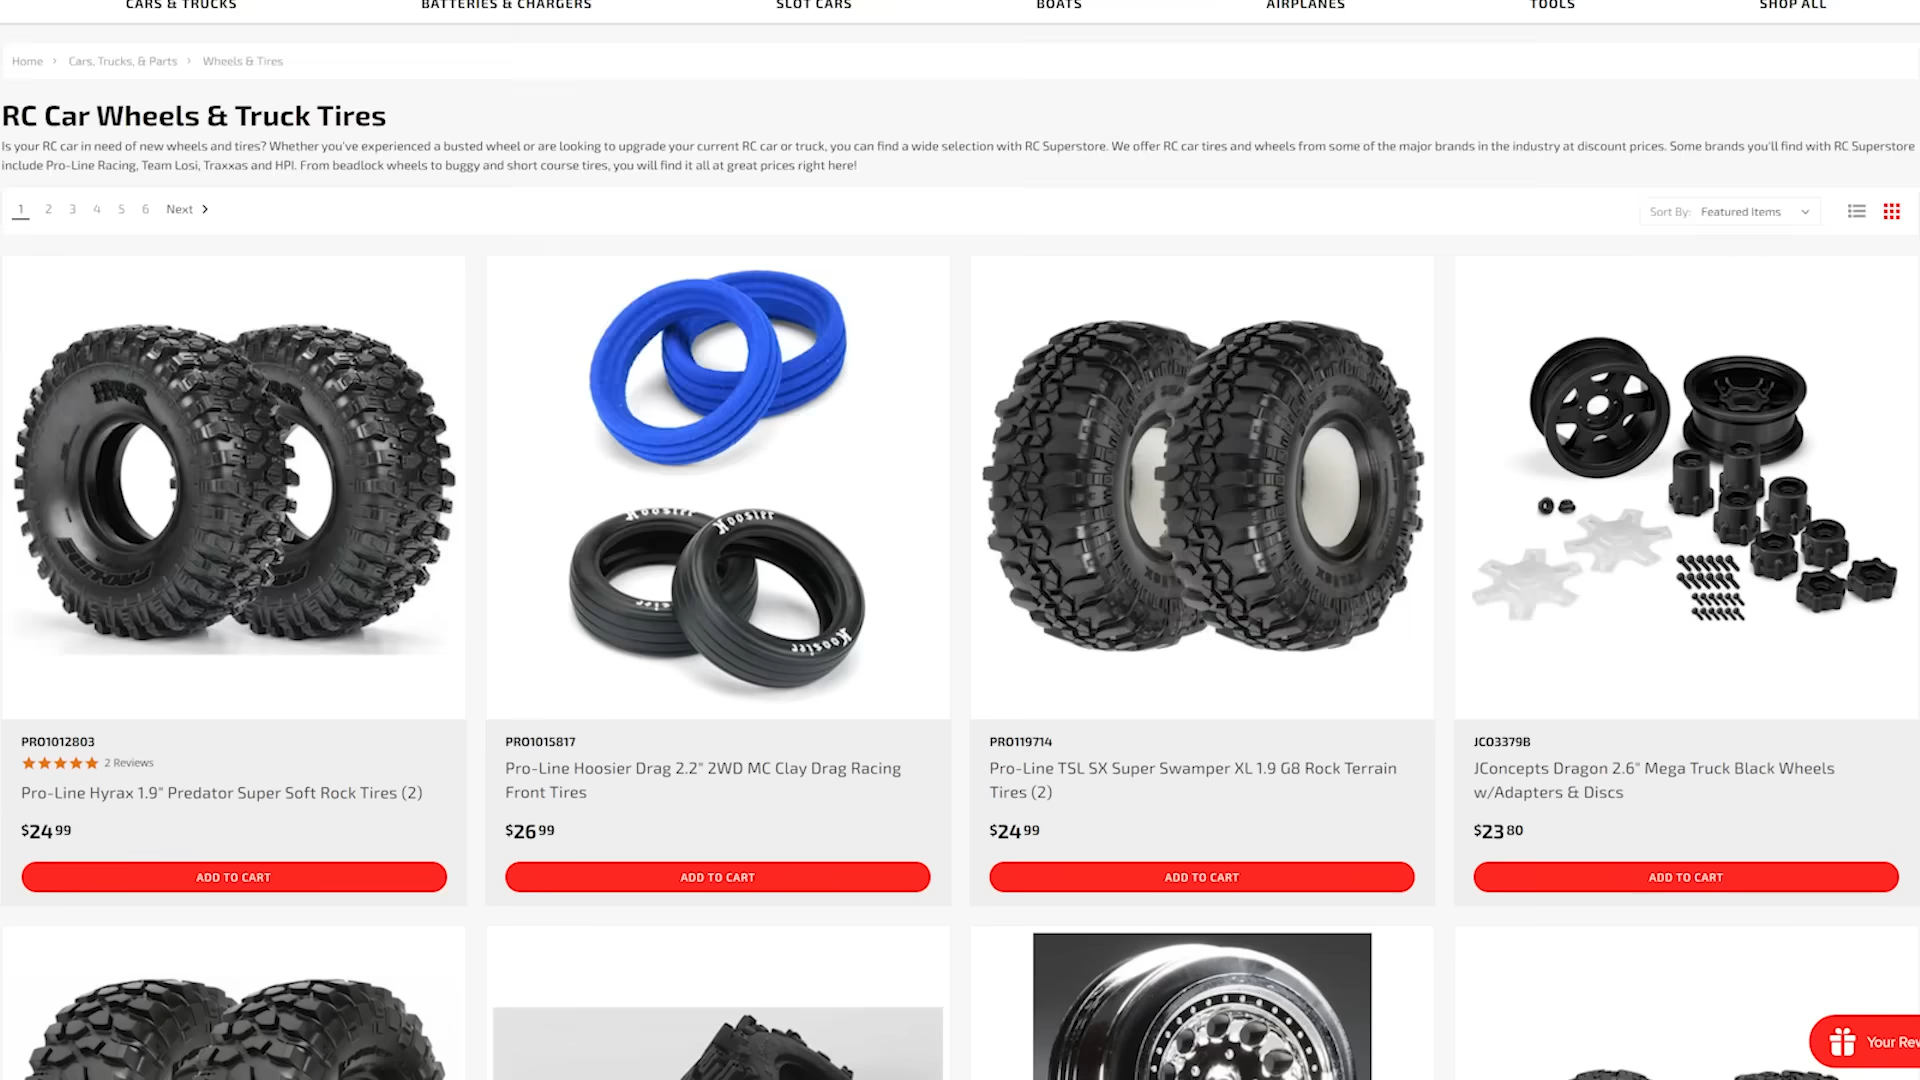 CARS & TRUCKS
BATTERIES & CHARGERS
SLOT CARS
BOATS
AIRPLANES
TOOLS
SHOP ALL
Home > Cars, Trucks, & Parts > Wheels & Tires
RC Car Wheels & Truck Tires
Is your RC car in need of new wheels and tires? Whether you've experienced a busted wheel or are looking to upgrade your current RC car or truck, you can find a wide selection with RC Superstore. We offer RC car tires and wheels from some of the major brands in the industry at discount prices. Some brands you'll find with RC Superstore
include Pro-Line Racing, Team Losi, Traxxas and HPI. From beadlock wheels to buggy and short course tires, you will find it all at great prices right here!
1 2 3 4 5 6 Next >
Sort By: Featured Items
Hoosier
Hoosier
Hoosier
Hoosier
PRO1012803
2 Reviews
Pro-Line Hyrax 1.9" Predator Super Soft Rock Tires (2)
$24 99
ADD TO CART
PRO1015817
Pro-Line Hoosier Drag 2.2" 2WD MC Clay Drag Racing
Front Tires
$26 99
ADD TO CART
PRO119714
Pro-Line TSL SX Super Swamper XL 1.9 G8 Rock Terrain
Tires (2)
$24 99
ADD TO CART
JCO3379B
JConcepts Dragon 2.6" Mega Truck Black Wheels
w/Adapters & Discs
$23 80
ADD TO CART
Your Rew